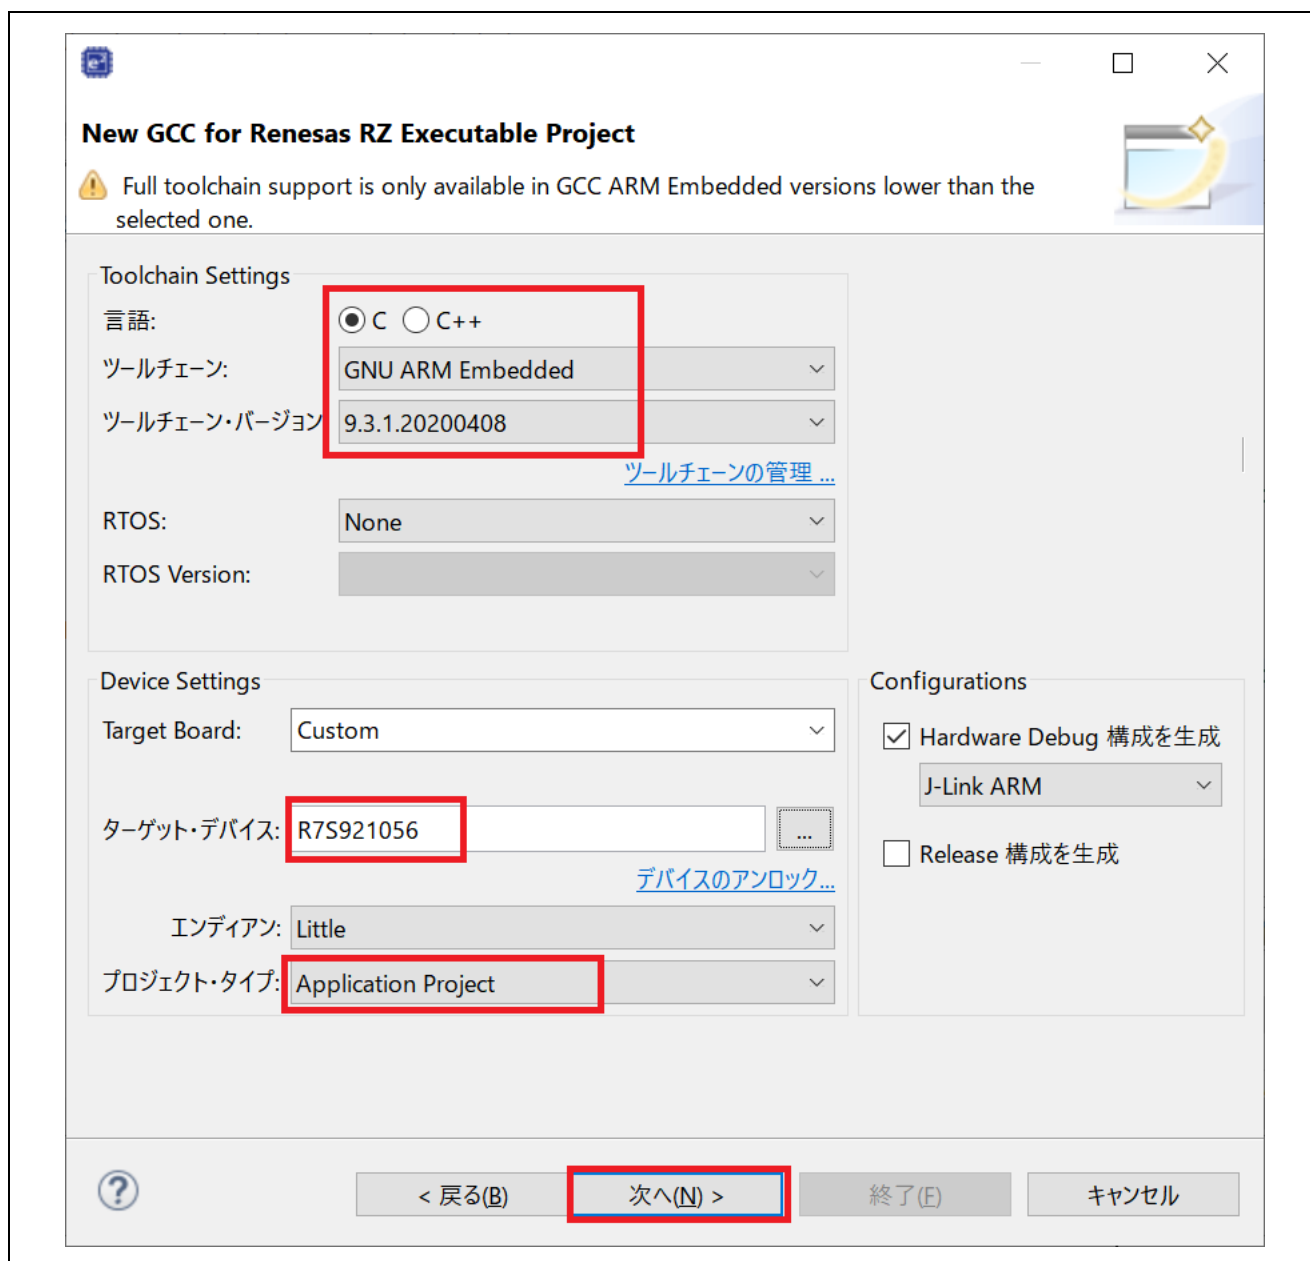 New GCC for Renesas RZ Executable Project
Full toolchain support is only available in GCC ARM Embedded versions lower than the
selected one.
Toolchain Settings
言語: C C++
ツールチェーン: GNU ARM Embedded
ツールチェーン・バージョン 9.3.1.20200408
ツールチェーンの管理 ...
RTOS: None
RTOS Version:
Device Settings
Target Board: Custom
ターゲット・デバイス: R7S921056 ...
デバイスのアンロック...
エンディアン: Little
プロジェクト・タイプ: Application Project
Configurations
Hardware Debug 構成を生成
J-Link ARM
Release 構成を生成
? < 戻る(B) 次へ(N) > 終了(F) キャンセル